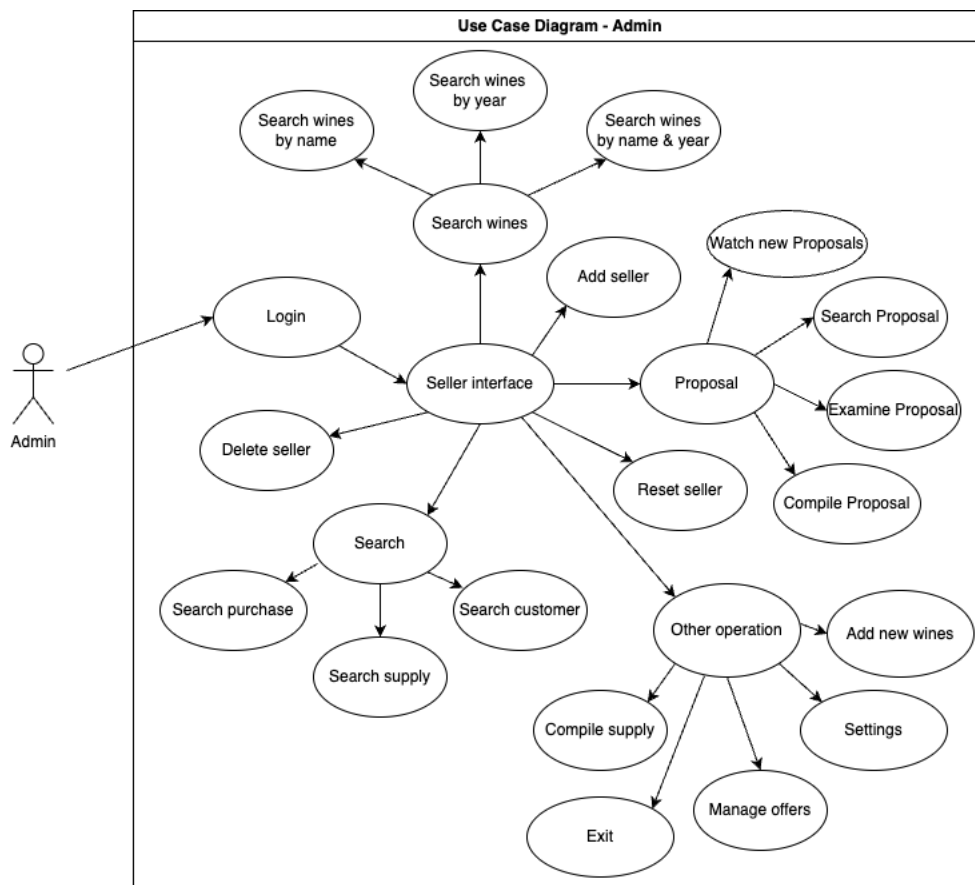 Use Case Diagram - Admin
Search wines
by year
Search wines
by name
Search wines
by name & year
Search wines
Watch new Proposals
Add seller
Login
Search Proposal
Seller interface
Proposal
Examine Proposal
Admin
Delete seller
Reset seller
Compile Proposal
Search
Search purchase
Search customer
Search supply
Other operation
Add new wines
Compile supply
Settings
Manage offers
Exit